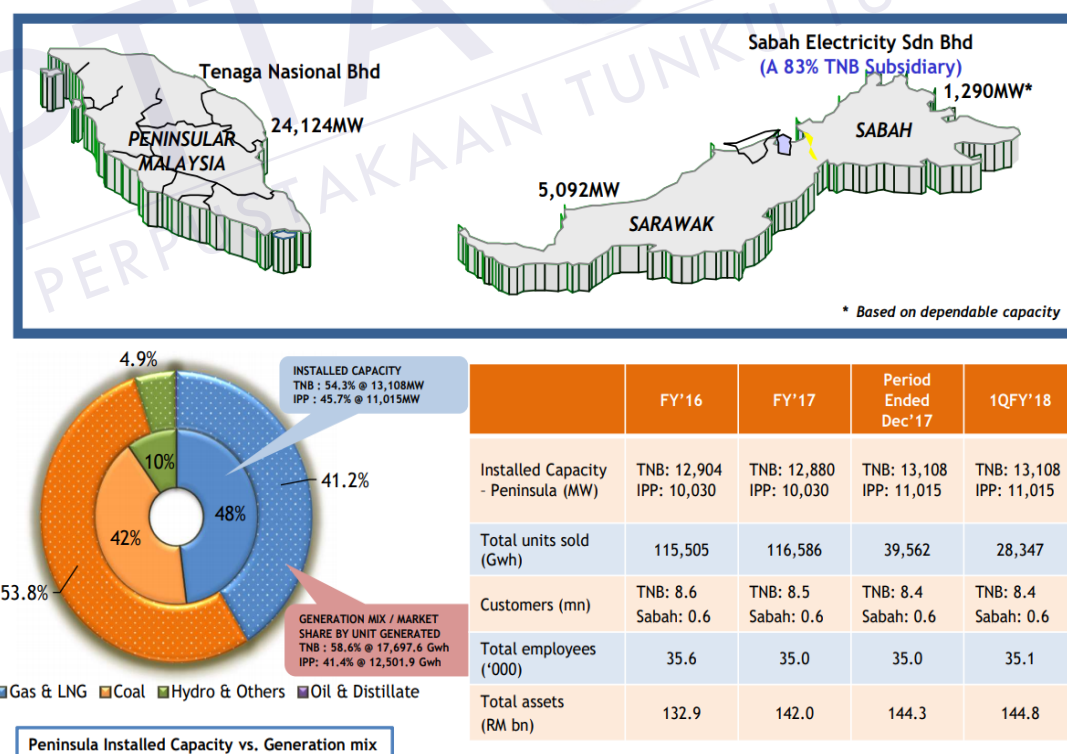 PTTA
PERPUSTAKAAN TUNKU TU
Tenaga Nasional Bhd
24,124MW
PENINSULAR
MALAYSIA
Sabah Electricity Sdn Bhd
(A 83% TNB Subsidiary)
1,290MW*
SABAH
5,092MW
SARAWAK
* Based on dependable capacity
4.9%
10%
41.2%
48%
42%
53.8%
INSTALLED CAPACITY
TNB : 54.3% @ 13,108MW
IPP : 45.7% @ 11,015MW
GENERATION MIX / MARKET
SHARE BY UNIT GENERATED
TNB : 58.6% @ 17,697.6 Gwh
IPP: 41.4% @ 12,501.9 Gwh
Gas & LNG Coal Hydro & Others Oil & Distillate
Peninsula Installed Capacity vs. Generation mix
FY'16 FY'17 Period Ended Dec'17 1QFY'18
Installed Capacity - Peninsula (MW)
TNB: 12,904 TNB: 12,880 TNB: 13,108 TNB: 13,108
IPP: 10,030 IPP: 10,030 IPP: 11,015 IPP: 11,015
Total units sold (Gwh) 115,505 116,586 39,562 28,347
Customers (mn)
TNB: 8.6 TNB: 8.5 TNB: 8.4 TNB: 8.4
Sabah: 0.6 Sabah: 0.6 Sabah: 0.6 Sabah: 0.6
Total employees ('000) 35.6 35.0 35.0 35.1
Total assets (RM bn) 132.9 142.0 144.3 144.8